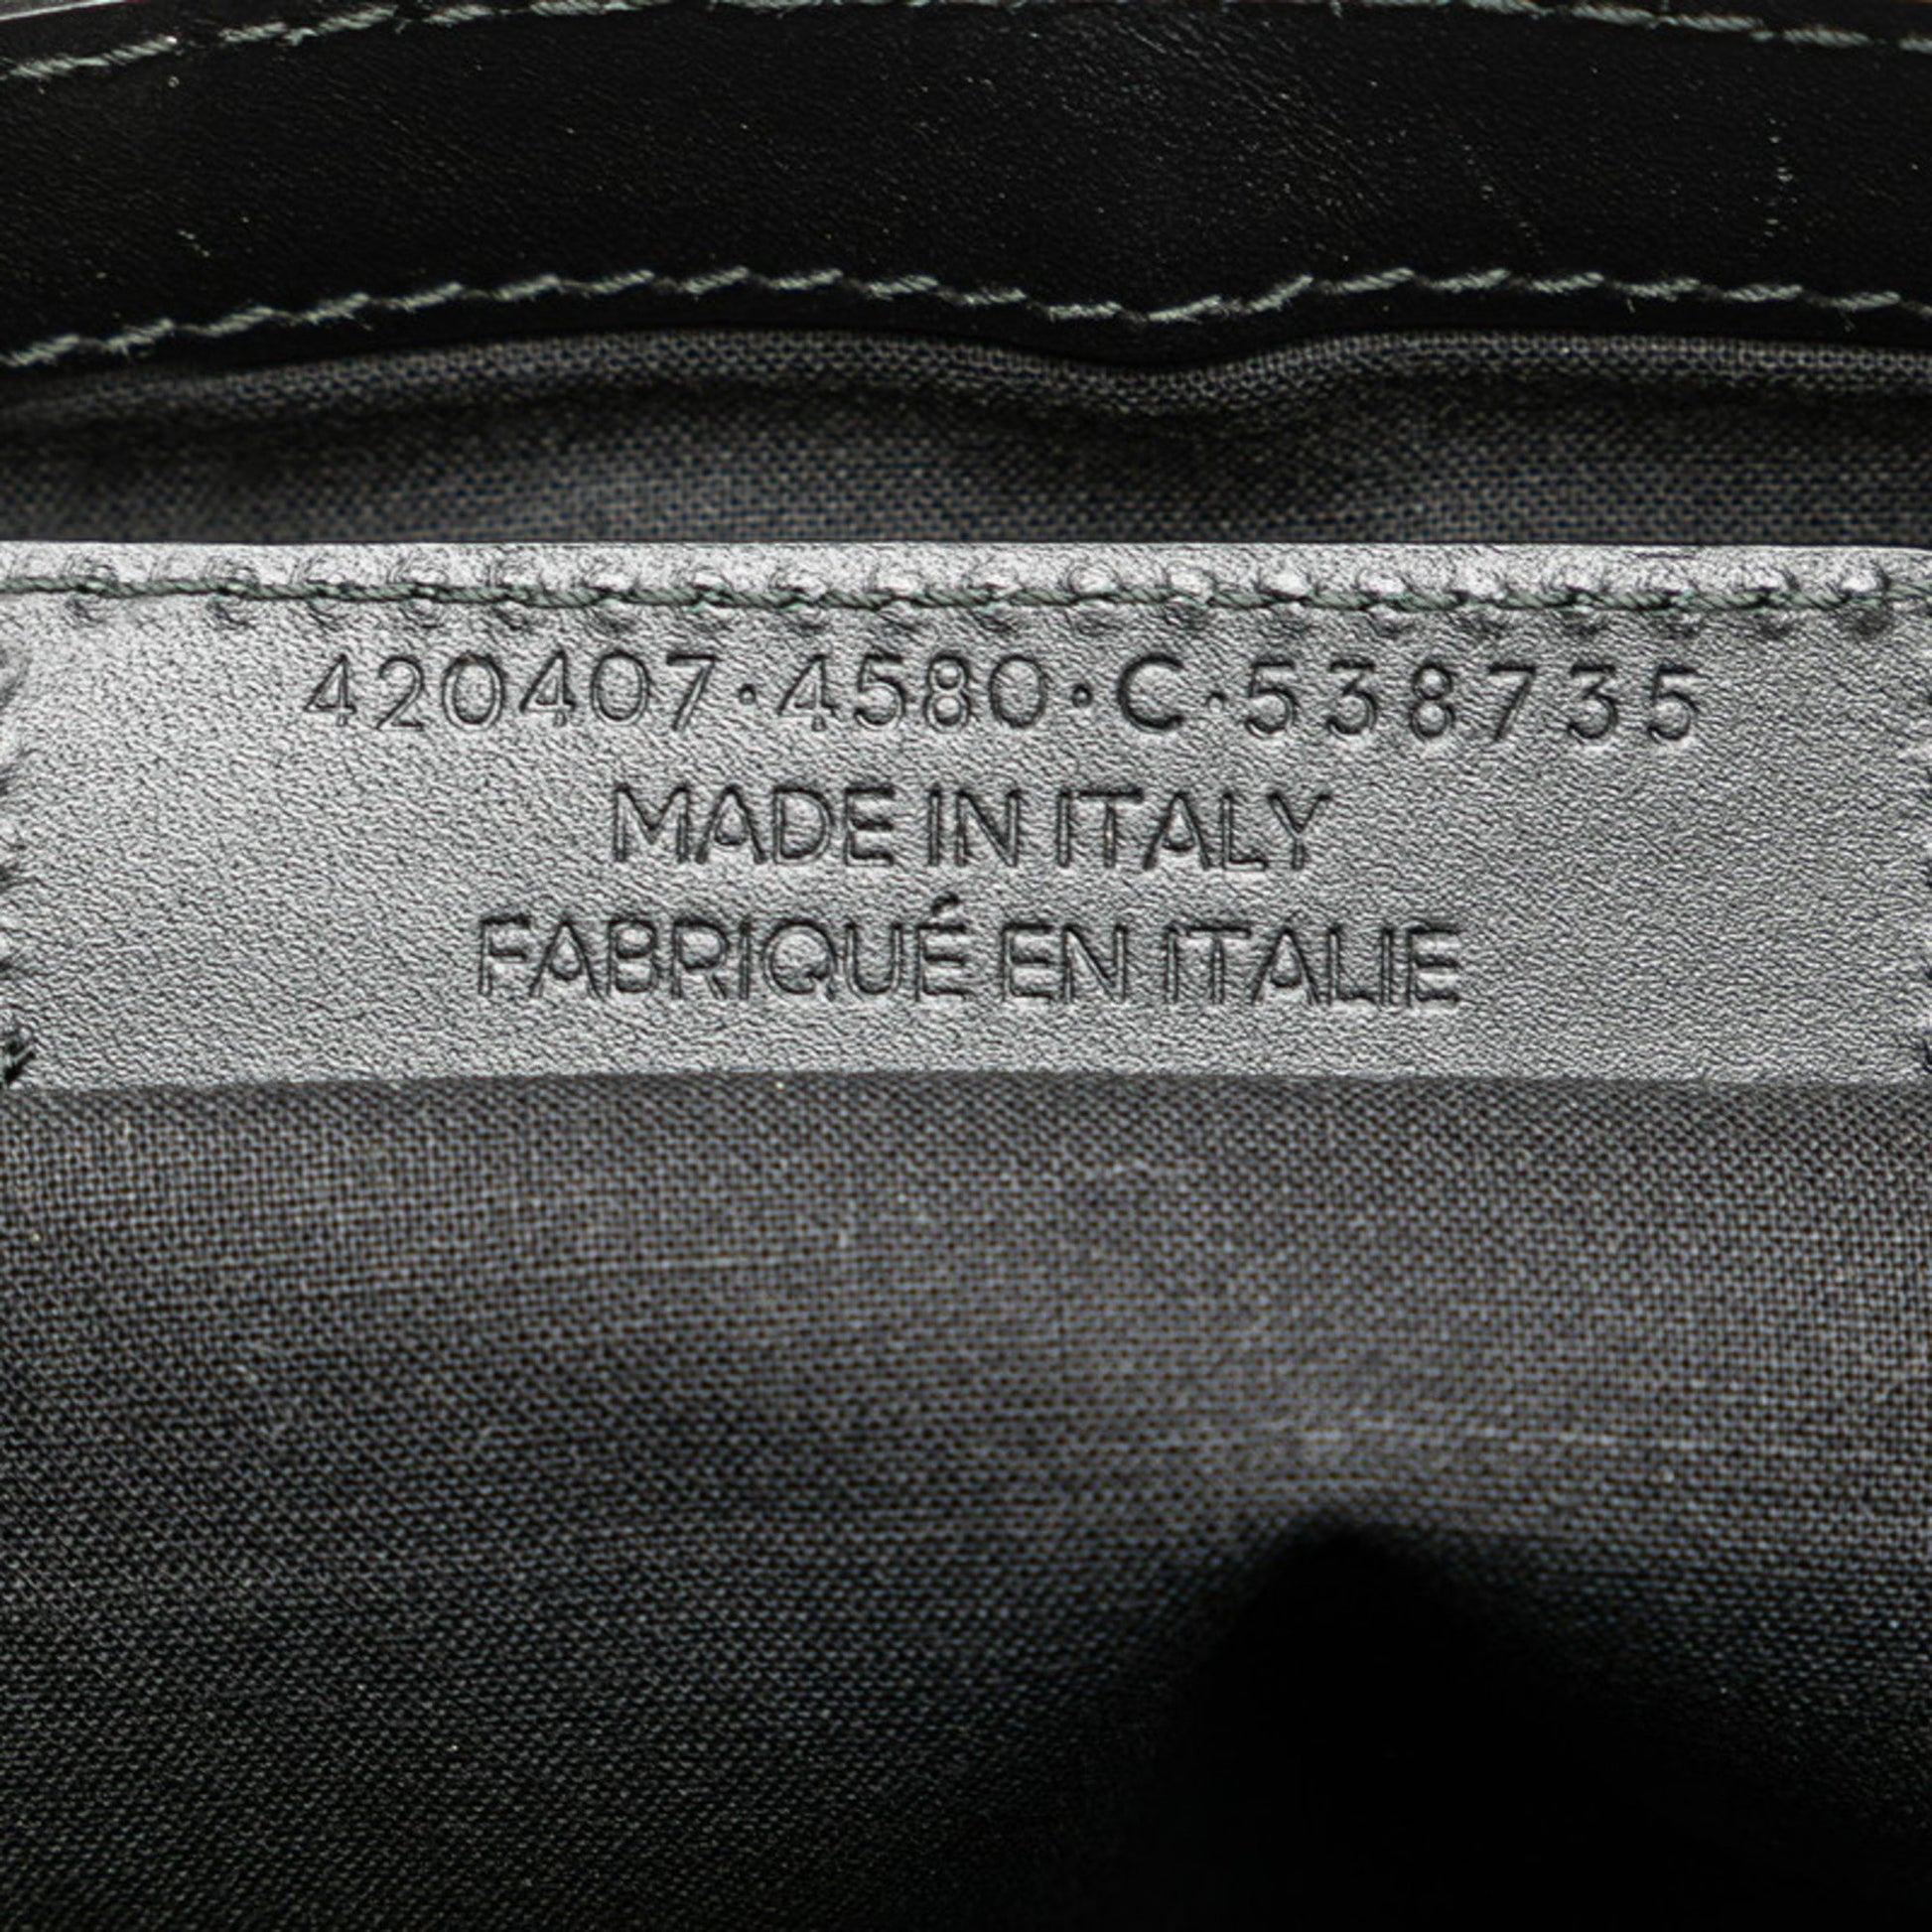 420407·4580·C·538735
MADE IN ITALY
FABRIQUÉ EN ITALIE